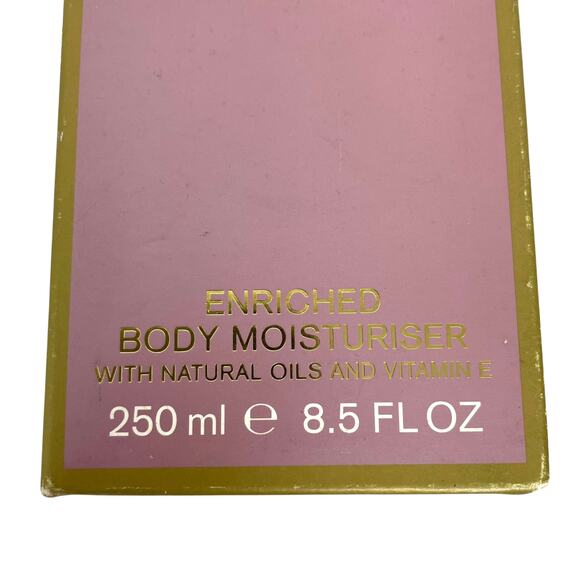 ENRICHED
BODY MOISTURISER
WITH NATURAL OILS AND VITAMIN E
250 ml ℮ 8.5 FL OZ